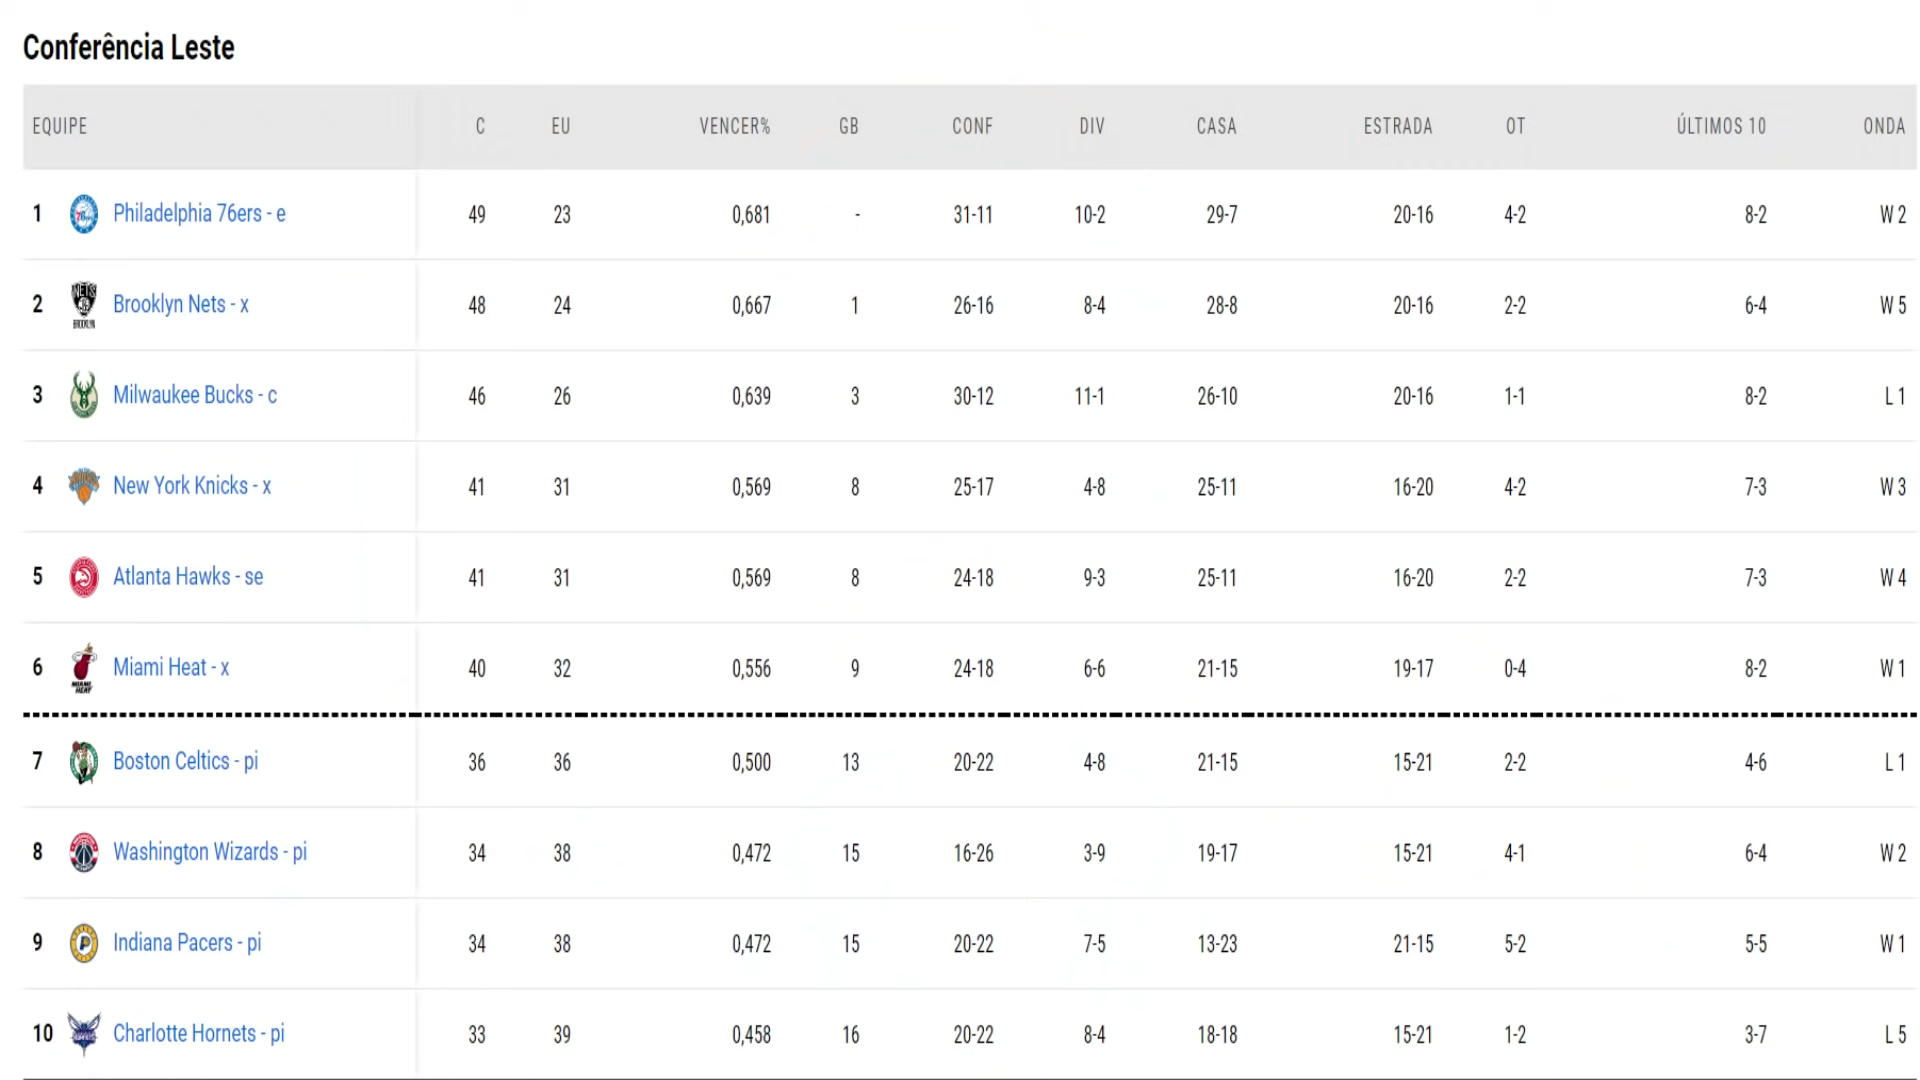 Conferência Leste
EQUIPE C EU VENCER% GB CONF DIV CASA ESTRADA OT ÚLTIMOS 10 ONDA
1 Philadelphia 76ers - e 49 23 0,681 - 31-11 10-2 29-7 20-16 4-2 8-2 W 2
2 Brooklyn Nets - x 48 24 0,667 1 26-16 8-4 28-8 20-16 2-2 6-4 W 5
3 Milwaukee Bucks - c 46 26 0,639 3 30-12 11-1 26-10 20-16 1-1 8-2 L 1
4 New York Knicks - x 41 31 0,569 8 25-17 4-8 25-11 16-20 4-2 7-3 W 3
5 Atlanta Hawks - se 41 31 0,569 8 24-18 9-3 25-11 16-20 2-2 7-3 W 4
6 Miami Heat - x 40 32 0,556 9 24-18 6-6 21-15 19-17 0-4 8-2 W 1
7 Boston Celtics - pi 36 36 0,500 13 20-22 4-8 21-15 15-21 2-2 4-6 L 1
8 Washington Wizards - pi 34 38 0,472 15 16-26 3-9 19-17 15-21 4-1 6-4 W 2
9 Indiana Pacers - pi 34 38 0,472 15 20-22 7-5 13-23 21-15 5-2 5-5 W 1
10 Charlotte Hornets - pi 33 39 0,458 16 20-22 8-4 18-18 15-21 1-2 3-7 L 5